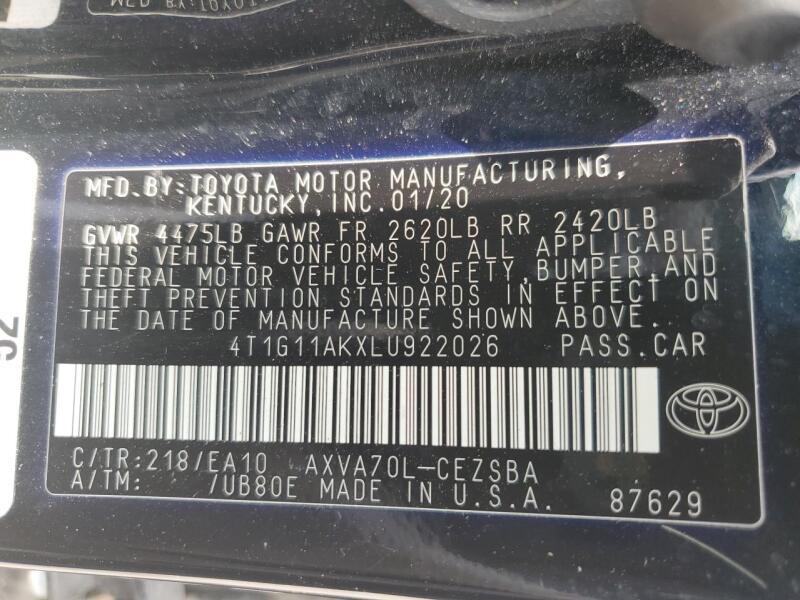 MFD. BY: TOYOTA MOTOR MANUFACTURING,
KENTUCKY, INC. 01/20
GVWR 4475LB GAWR FR 2620LB RR 2420LB
THIS VEHICLE CONFORMS TO ALL APPLICABLE
FEDERAL MOTOR VEHICLE SAFETY, BUMPER, AND
THEFT PREVENTION STANDARDS IN EFFECT ON
THE DATE OF MANUFACTURE SHOWN ABOVE.
4T1G11AKXLU922026 PASS. CAR
C/TR: 218/EA10 AXVA70L-CEZSBA
A/TM: /UB80E MADE IN U.S.A. 87629